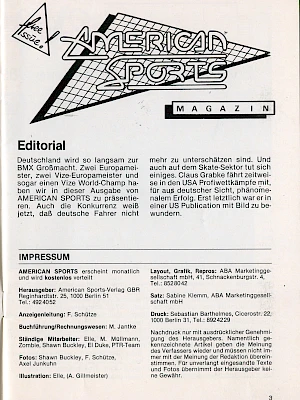 free
issue!
AMERICAN
SPORTS
MAGAZIN
Editorial
Deutschland wird so langsam zur
BMX Großmacht. Zwei Europamei-
ster, zwei Vize-Europameister und
sogar einen Vize World-Champ ha-
ben wir in dieser Ausgabe von
AMERICAN SPORTS zu präsentie-
ren. Auch die Konkurrenz weiß
jetzt, daß deutsche Fahrer nicht
mehr zu unterschätzen sind. Und
auch auf dem Skate-Sektor tut sich
einiges. Claus Grabke fährt zeitwei-
se in den USA Profiwettkämpfe mit,
für aus deutscher Sicht, phänome-
nalem Erfolg. Erst letztlich war er in
einer US Publication mit Bild zu be-
wundern.
IMPRESSUM
AMERICAN SPORTS erscheint monatlich
und wird kostenlos verteilt
Herausgeber: American Sports-Verlag GBR
Reginhardtstr. 25, 1000 Berlin 51
Tel.: 4924052
Anzeigenleitung: F. Schütze
Buchführung/Rechnungswesen: M. Jantke
Ständige Mitarbeiter: Elle, M. Müllmann,
Zombie, Shawn Buckley, El Duke, PTR-Team
Fotos: Shawn Buckley, F. Schütze,
Axel Junkuhn
Illustration: Elle, (A. Gillmeister)
Layout, Grafik, Repros: ABA Marketingge-
sellschaft mbH, 41, Schnackenburgstr. 4,
Tel.: 8528042
Satz: Sabine Klemm, ABA Marketinggesell-
schaft mbH
Druck: Sebastian Barthelmos, Cicerostr. 22,
1000 Berlin 31, Tel.: 8924229
Nachdruck nur mit ausdrücklicher Genehmi-
gung des Herausgebers. Namentlich ge-
kennzeichnete Artikel geben die Meinung
des Verfassers wieder und müssen nicht im-
mer mit der Meinung der Redaktion überein-
stimmen. Für unverlangt eingesandte Texte
und Fotos übernimmt der Herausgeber kei-
ne Gewähr.
3